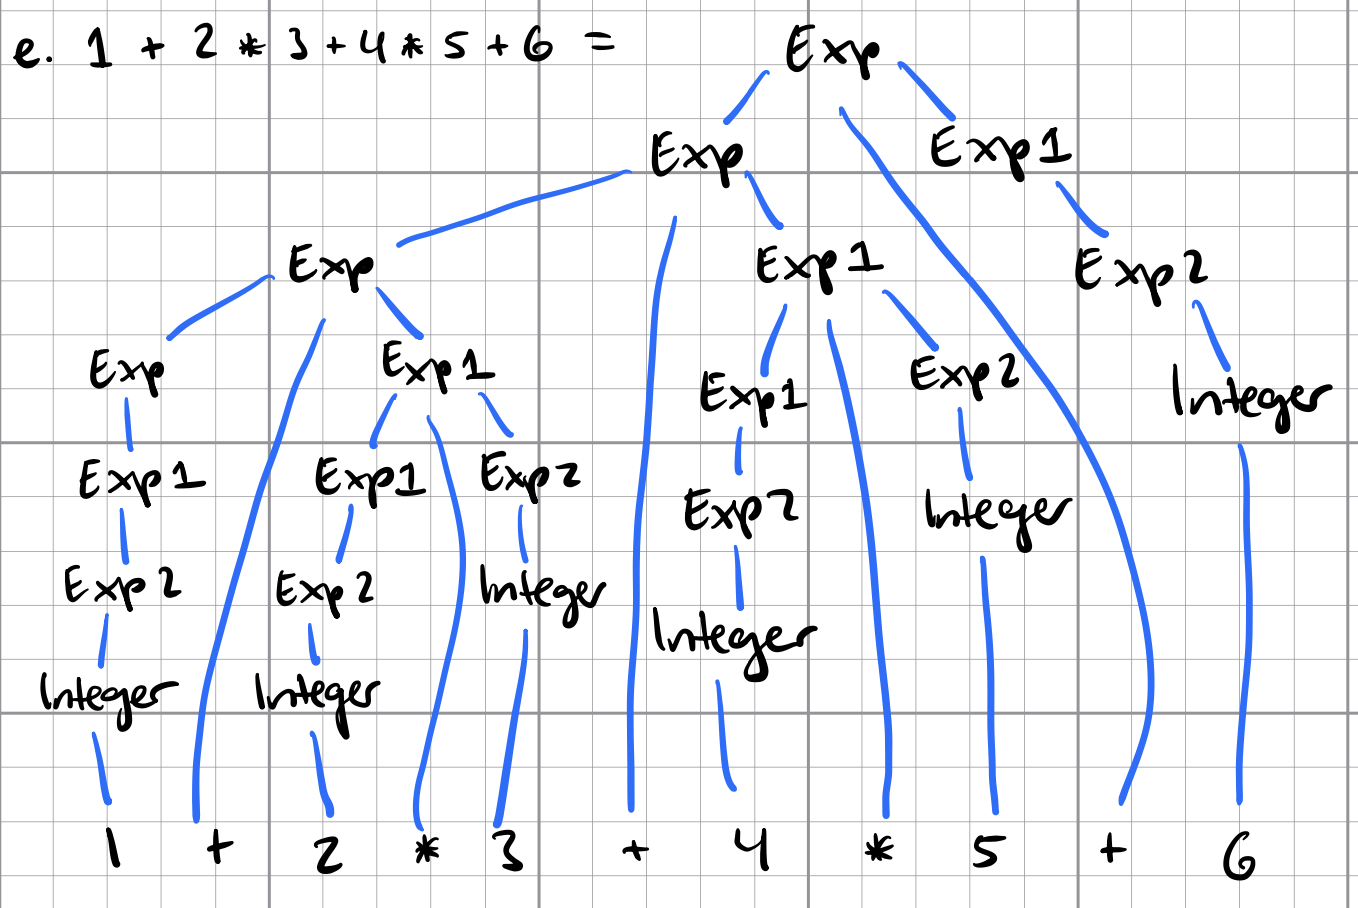 e. 1 + 2 * 3 + 4 * 5 + 6 =
Exp
Exp Exp1
Exp Exp1 Exp2
Exp Exp1 Exp1 Exp2 Integer
Exp1 Exp1 Exp2 Exp2 Integer
Exp2 Exp2 Integer Integer
Integer Integer
1 + 2 * 3 + 4 * 5 + 6